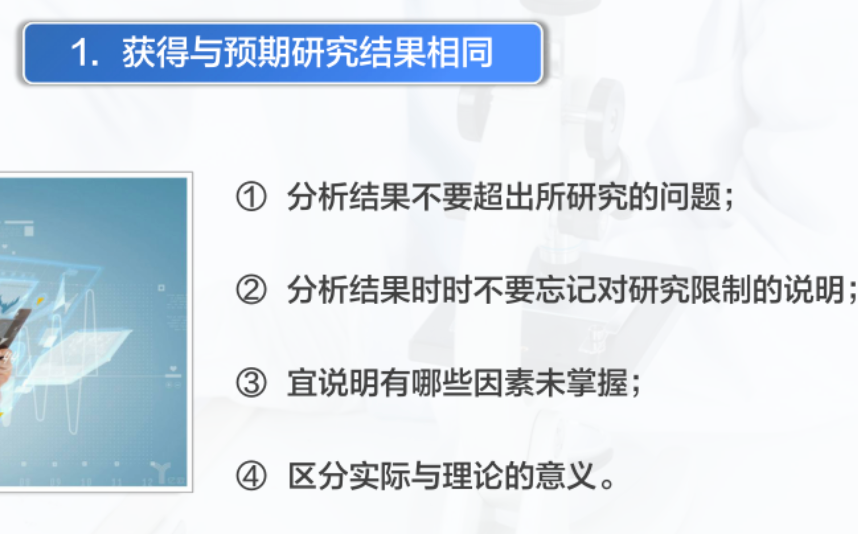 1. 获得与预期研究结果相同
① 分析结果不要超出所研究的问题；
② 分析结果时时不要忘记对研究限制的说明；
③ 宜说明有哪些因素未掌握；
④ 区分实际与理论的意义。